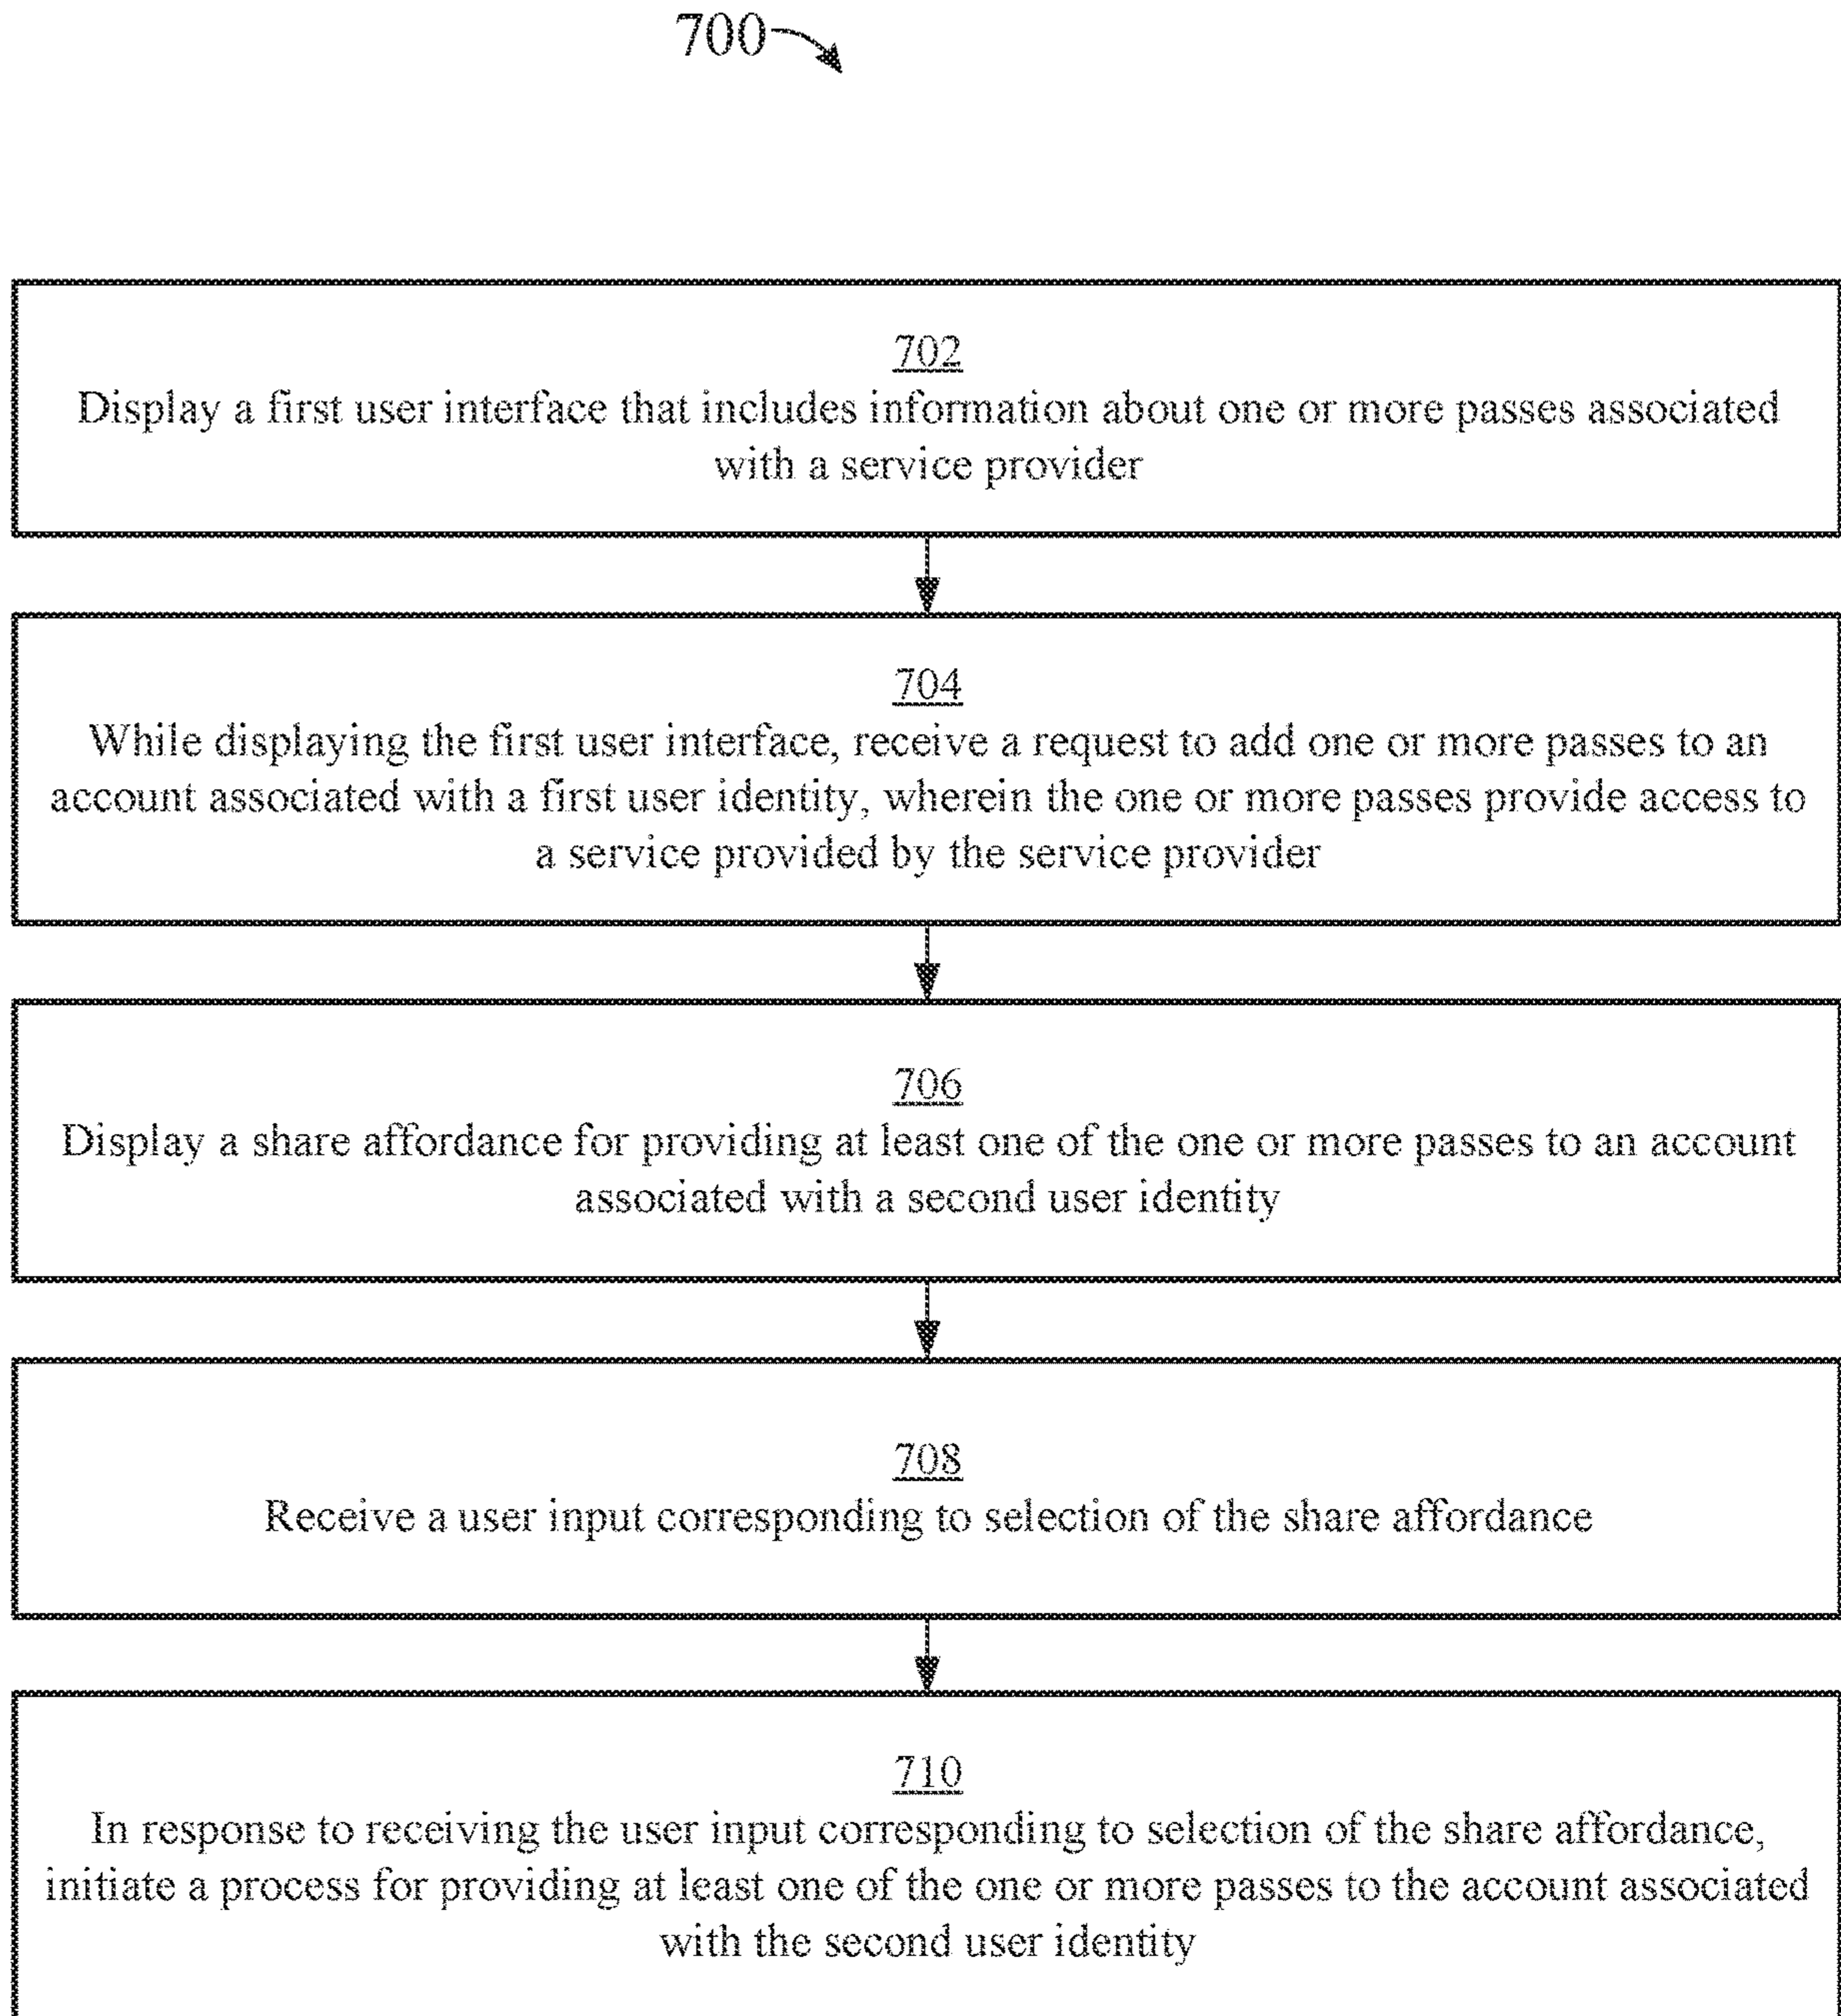 700
702
Display a first user interface that includes information about one or more passes associated
with a service provider
704
While displaying the first user interface, receive a request to add one or more passes to an
account associated with a first user identity, wherein the one or more passes provide access to
a service provided by the service provider
706
Display a share affordance for providing at least one of the one or more passes to an account
associated with a second user identity
708
Receive a user input corresponding to selection of the share affordance
710
In response to receiving the user input corresponding to selection of the share affordance,
initiate a process for providing at least one of the one or more passes to the account associated
with the second user identity